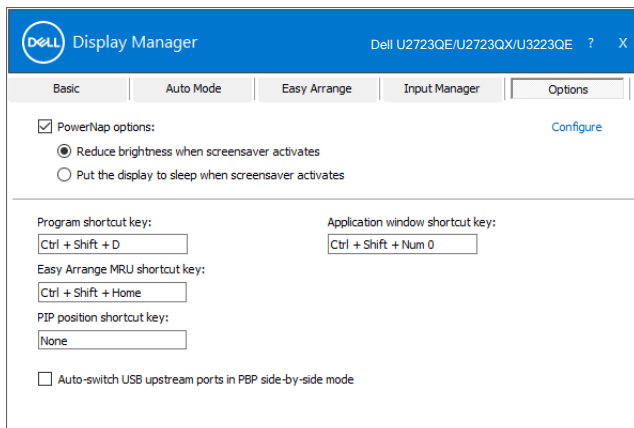 DELL Display Manager Dell U2723QE/U2723QX/U3223QE ? X
Basic Auto Mode Easy Arrange Input Manager Options
PowerNap options: Configure
Reduce brightness when screensaver activates
Put the display to sleep when screensaver activates
Program shortcut key: Application window shortcut key:
Ctrl + Shift + D Ctrl + Shift + Num 0
Easy Arrange MRU shortcut key:
Ctrl + Shift + Home
PIP position shortcut key:
None
Auto-switch USB upstream ports in PBP side-by-side mode